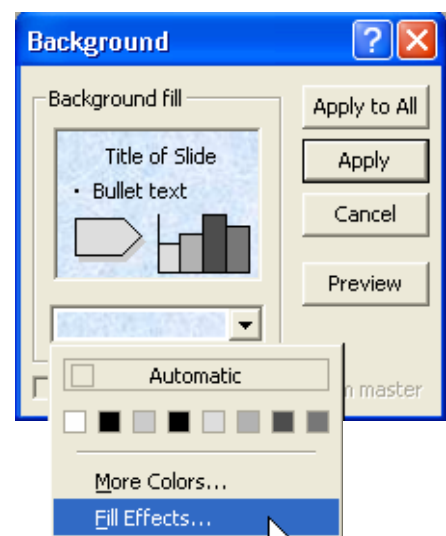 Background
Background fill
Title of Slide
• Bullet text
Apply to All
Apply
Cancel
Preview
Automatic
master
More Colors...
Fill Effects...